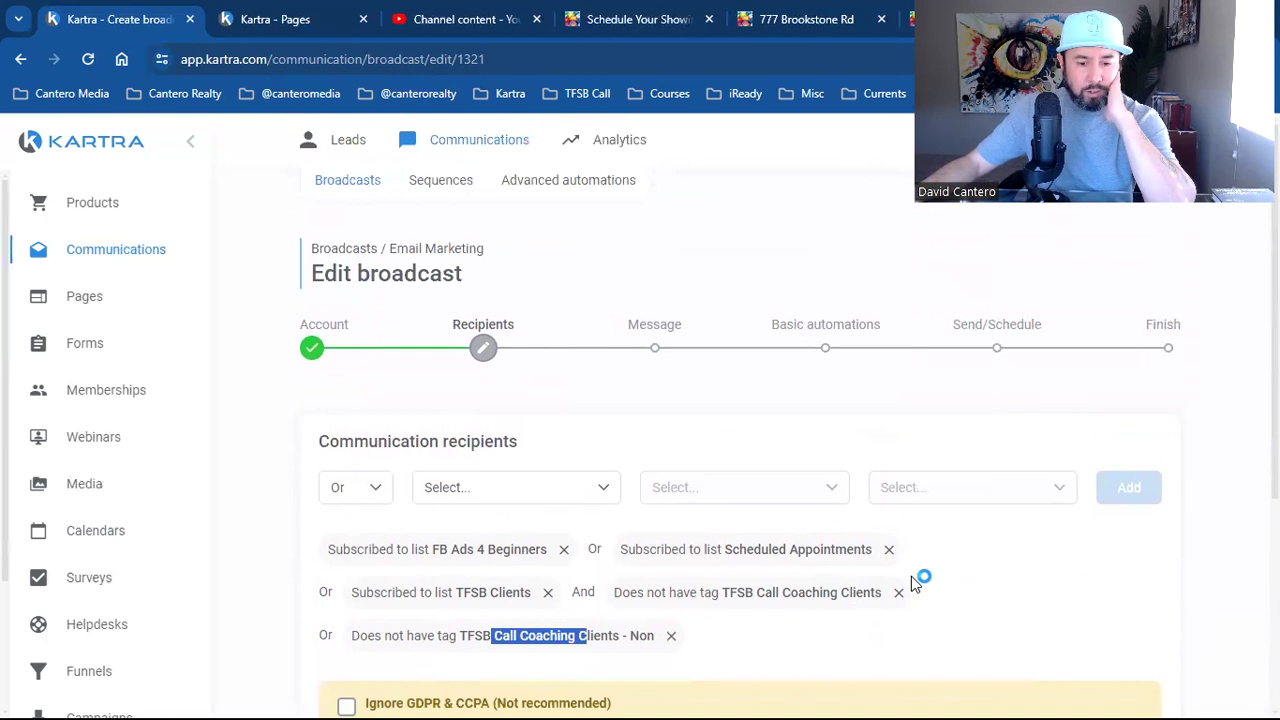 Kartra - Create broadc
Kartra - Pages
Channel content - Yo
Schedule Your Showi
777 Brookstone Rd
app.kartra.com/communication/broadcast/edit/1321
Cantero Media
Cantero Realty
@canteromedia
@canterorealty
Kartra
TFSB Call
Courses
iReady
Misc
Currents
David Cantero
KARTRA
Leads
Communications
Analytics
Broadcasts
Sequences
Advanced automations
Products
Communications
Pages
Forms
Memberships
Webinars
Media
Calendars
Surveys
Helpdesks
Funnels
Campaigns
Broadcasts / Email Marketing
Edit broadcast
Account
Recipients
Message
Basic automations
Send/Schedule
Finish
Communication recipients
Or
Select...
Select...
Select...
Add
Subscribed to list FB Ads 4 Beginners Or Subscribed to list Scheduled Appointments
Or Subscribed to list TFSB Clients And Does not have tag TFSB Call Coaching Clients
Or Does not have tag TFSB Call Coaching Clients - Non
Ignore GDPR & CCPA (Not recommended)